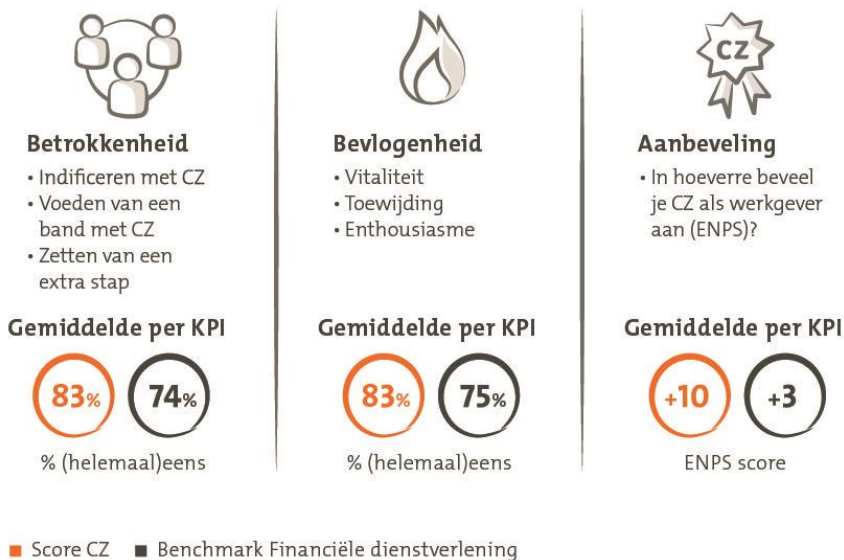 CZ
Betrokkenheid
• Indificeren met CZ
• Voeden van een
band met CZ
• Zetten van een
extra stap
Gemiddelde per KPI
83% 74%
% (helemaal)eens
Bevlogenheid
• Vitaliteit
• Toewijding
• Enthousiasme
Gemiddelde per KPI
83% 75%
% (helemaal)eens
Aanbeveling
• In hoeverre beveel
je CZ als werkgever
aan (ENPS)?
Gemiddelde per KPI
+10 +3
ENPS score
Score CZ Benchmark Financiële dienstverlening